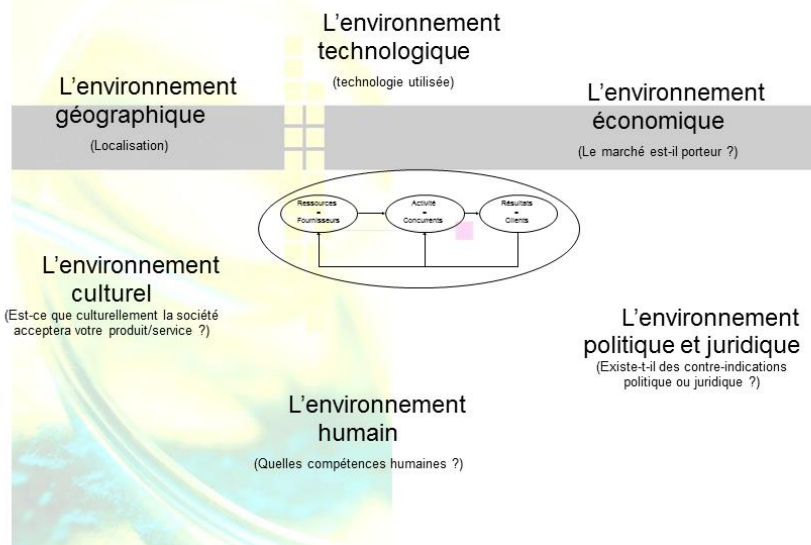 L'environnement
technologique
(technologie utilisée)
L'environnement
géographique
(Localisation)
L'environnement
économique
(Le marché est-il porteur ?)
Ressources
=
Fournisseurs
Activité
=
Concurrents
Résultats
=
Clients
L'environnement
culturel
(Est-ce que culturellement la société
acceptera votre produit/service ?)
L'environnement
politique et juridique
(Existe-t-il des contre-indications
politique ou juridique ?)
L'environnement
humain
(Quelles compétences humaines ?)